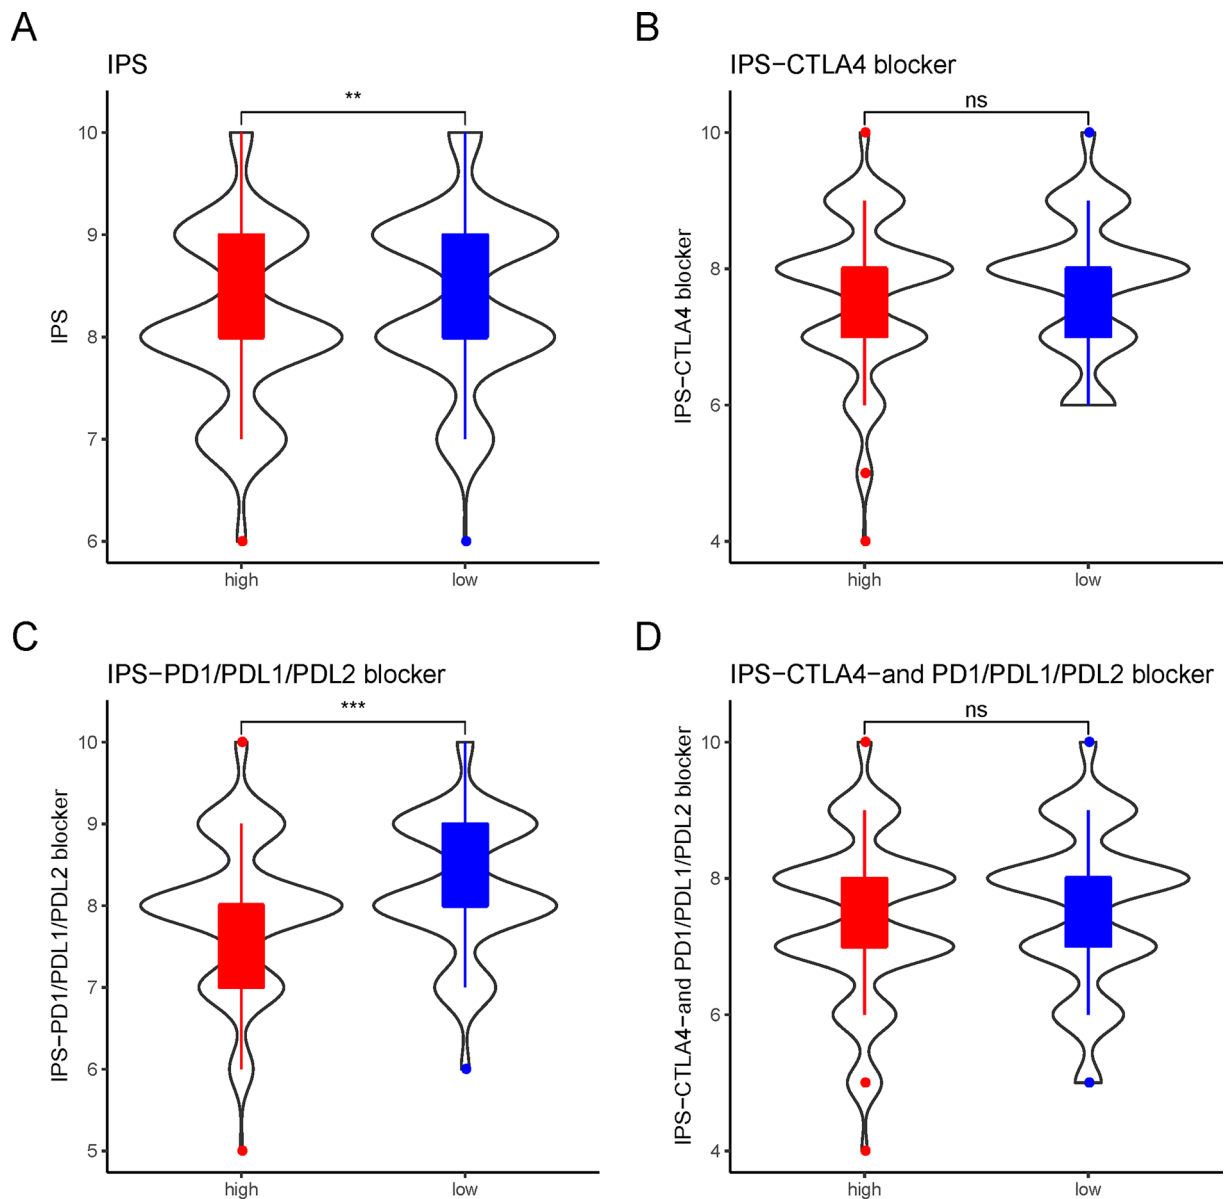 A
IPS
**
10
9
8
7
6
IPS
high
low
B
IPS−CTLA4 blocker
ns
10
8
6
4
IPS−CTLA4 blocker
high
low
C
IPS−PD1/PDL1/PDL2 blocker
***
10
9
8
7
6
5
IPS−PD1/PDL1/PDL2 blocker
high
low
D
IPS−CTLA4−and PD1/PDL1/PDL2 blocker
ns
10
8
6
4
IPS−CTLA4−and PD1/PDL1/PDL2 blocker
high
low